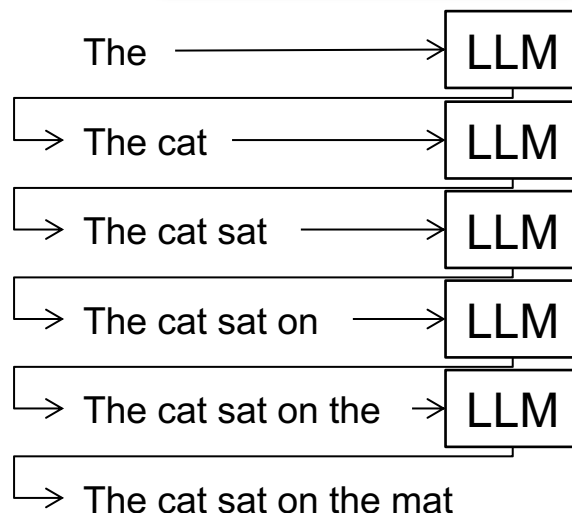 The LLM
The cat LLM
The cat sat LLM
The cat sat on LLM
The cat sat on the LLM
The cat sat on the mat